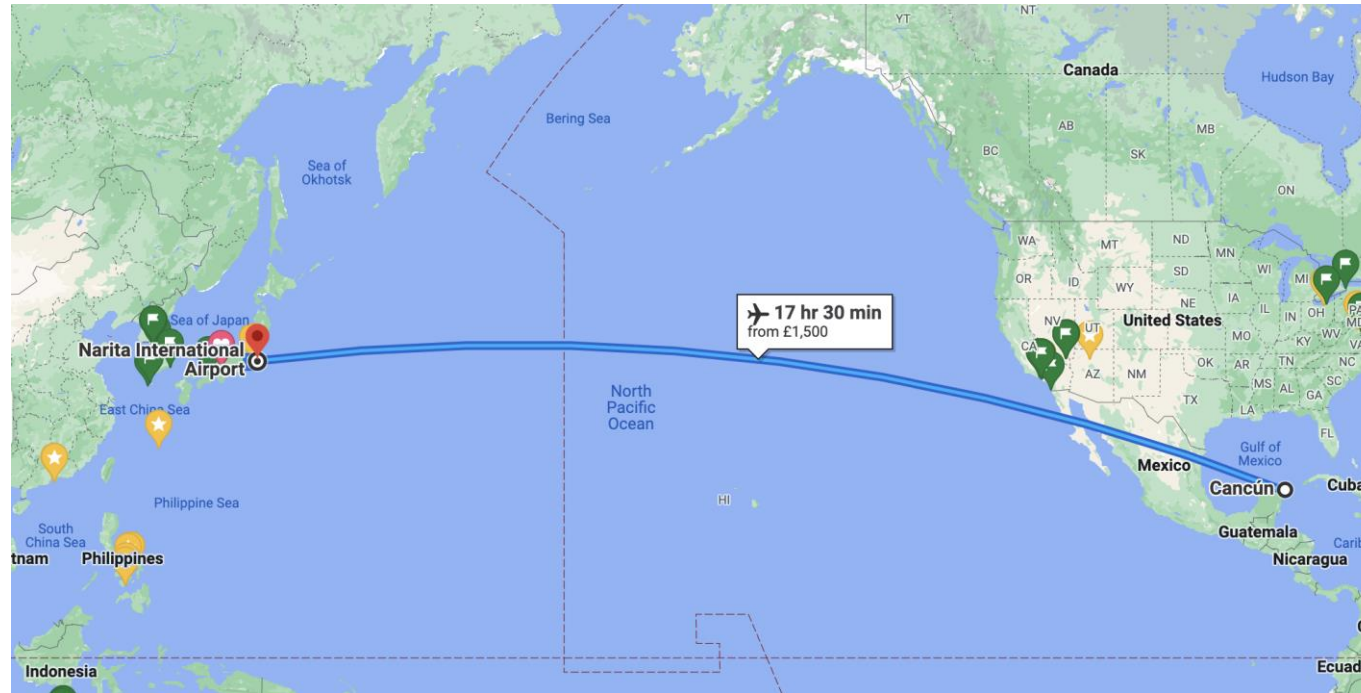 YT
NT
Canada
Hudson Bay
Bering Sea
Sea of
Okhotsk
AB
MB
BC
SK
ON
WA
MT
ND
MN
OR
ID
SD
WI
MI
WY
NE
IA
IL
IN
OH
PA
MD
NV
UT
United States
CA
MO
KY
WV
VA
AZ
NM
OK
AR
TN
NC
MS
AL
SC
GA
TX
LA
FL
17 hr 30 min
from £1,500
Sea of Japan
Narita International
Airport
East China Sea
North
Pacific
Ocean
Gulf of
Mexico
Mexico
Cancún
Cuba
HI
Philippine Sea
South
China Sea
tnam
Philippines
Guatemala
Carib
Nicaragua
Indonesia
Ecuad